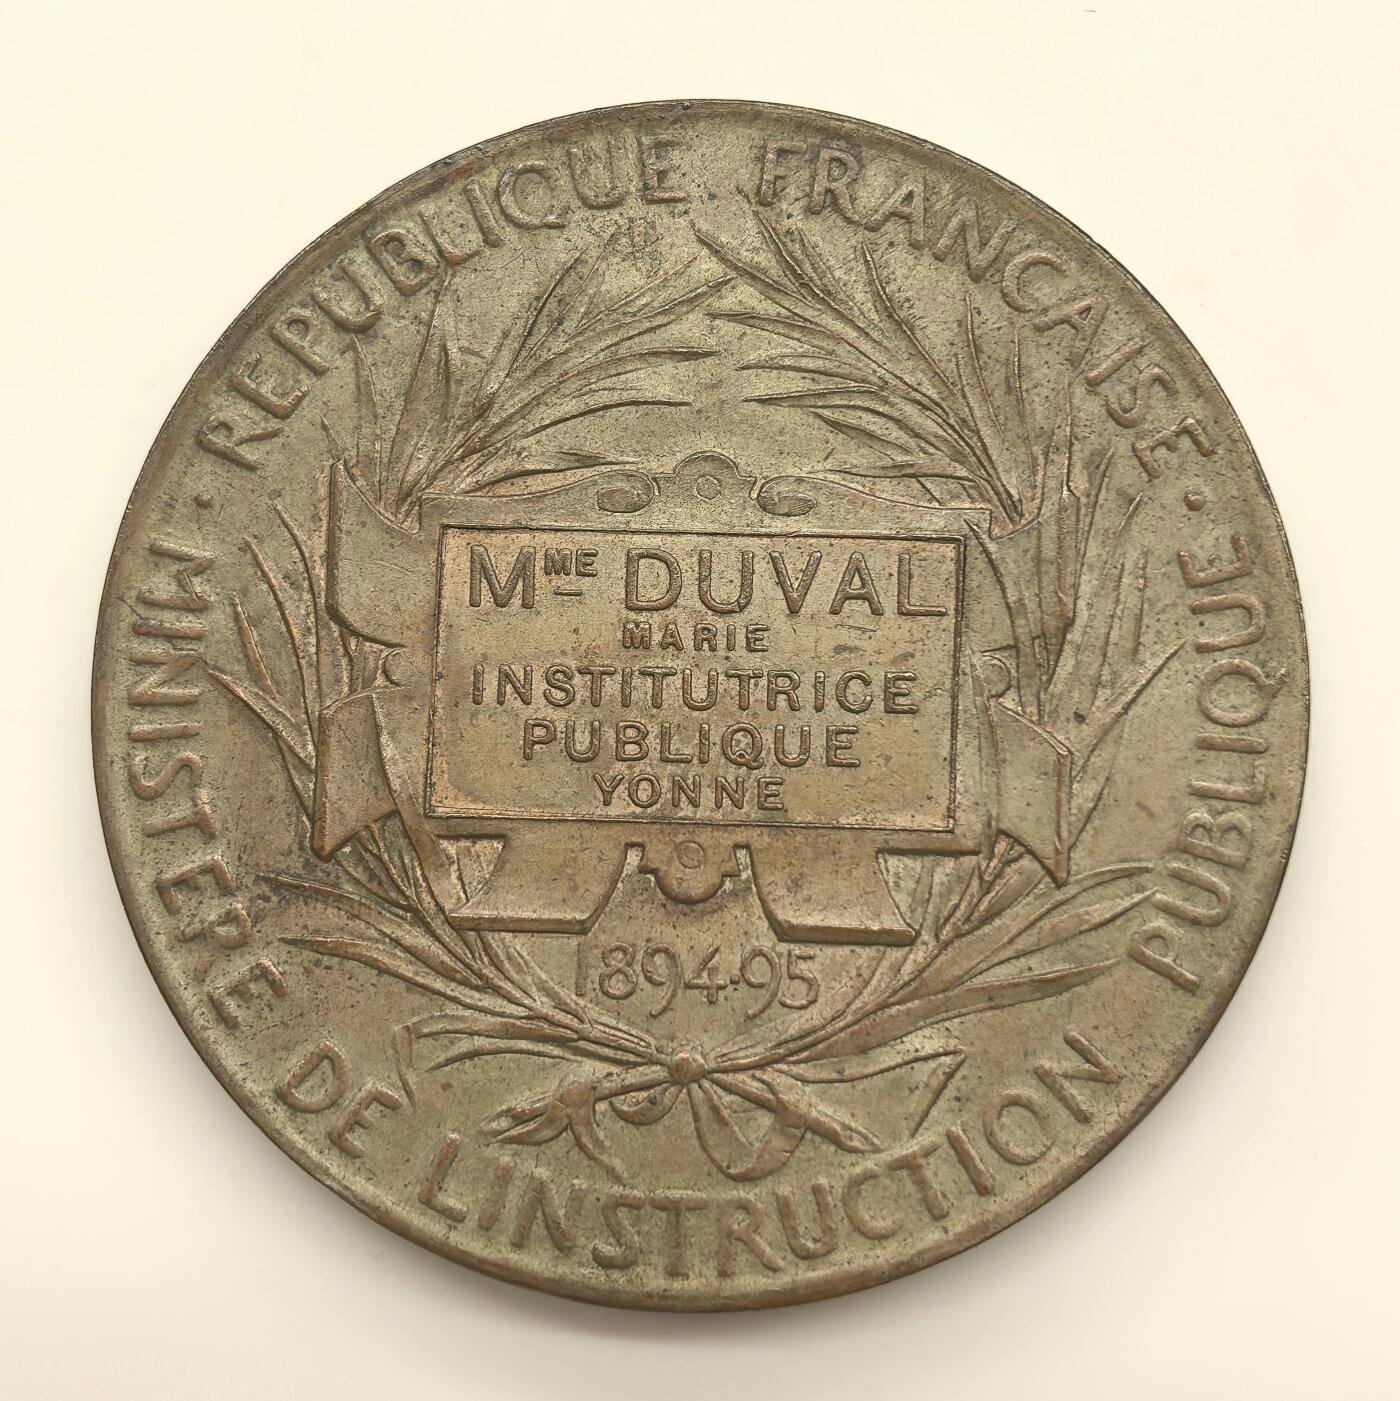 · REPUBLIQUE FRANCAISE ·
MME DUVAL
MARIE
INSTITUTRICE
PUBLIQUE
YONNE
1894·95
MINISTERE DE L'INSTRUCTION PUBLIQUE